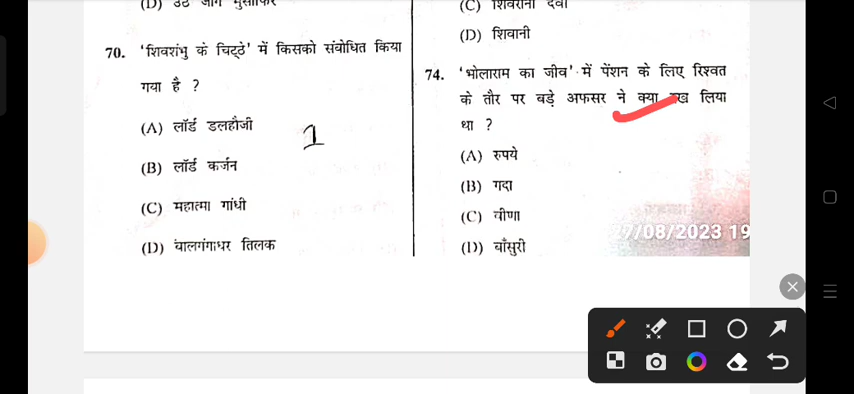 (D) उठ जाग मुसाफिर
70. 'शिवशंभु के चिट्ठे' में किसको संबोधित किया
गया है ?
(A) लॉर्ड डलहौजी
(B) लॉर्ड कर्जन
(C) महात्मा गांधी
(D) बालगंगाधर तिलक
1
(C) शिवरानी देवी
(D) शिवानी
74. 'भोलाराम का जीव' में पेंशन के लिए रिश्वत
के तौर पर बड़े अफसर ने क्या रख लिया
था ?
(A) रुपये
(B) गदा
(C) वीणा
(D) बाँसुरी
/08/2023 19